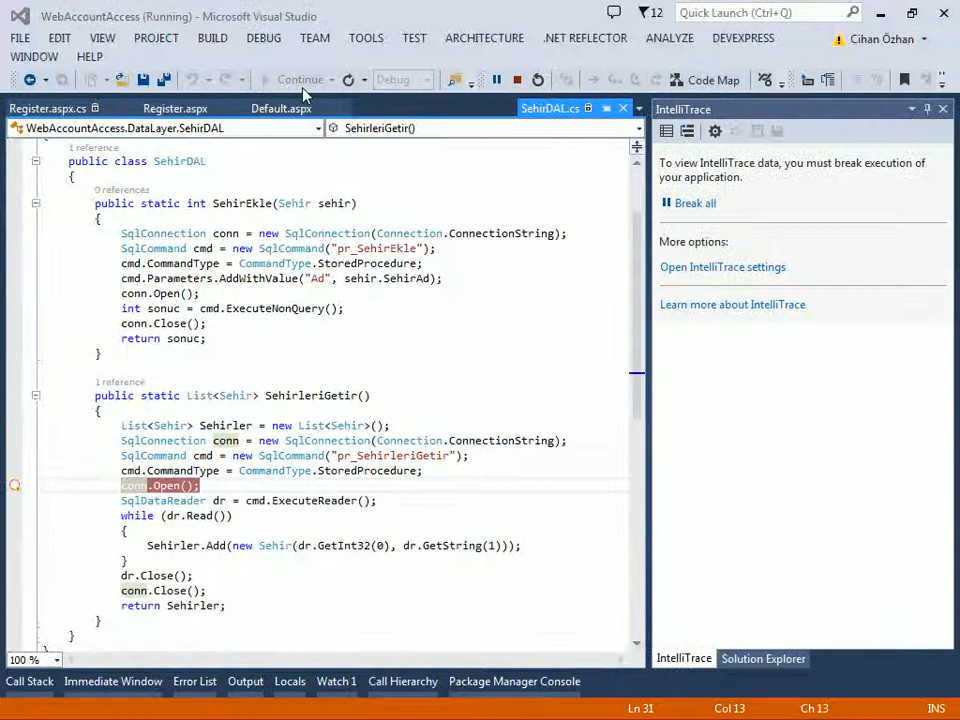 WebAccountAccess (Running) - Microsoft Visual Studio
12
Quick Launch (Ctrl+Q)
FILE EDIT VIEW PROJECT BUILD DEBUG TEAM TOOLS TEST ARCHITECTURE .NET REFLECTOR ANALYZE DEVEXPRESS
Cihan Özhan
WINDOW HELP
Continue
Debug
Code Map
Register.aspx.cs
Register.aspx
Default.aspx
SehirDAL.cs
IntelliTrace
WebAccountAccess.DataLayer.SehirDAL
SehirleriGetir()
1 reference
public class SehirDAL
{
0 references
public static int SehirEkle(Sehir sehir)
{
SqlConnection conn = new SqlConnection(Connection.ConnectionString);
SqlCommand cmd = new SqlCommand("pr_SehirEkle");
cmd.CommandType = CommandType.StoredProcedure;
cmd.Parameters.AddWithValue("Ad", sehir.SehirAd);
conn.Open();
int sonuc = cmd.ExecuteNonQuery();
conn.Close();
return sonuc;
}
1 reference
public static List<Sehir> SehirleriGetir()
{
List<Sehir> Sehirler = new List<Sehir>();
SqlConnection conn = new SqlConnection(Connection.ConnectionString);
SqlCommand cmd = new SqlCommand("pr_SehirleriGetir");
cmd.CommandType = CommandType.StoredProcedure;
conn.Open();
SqlDataReader dr = cmd.ExecuteReader();
while (dr.Read())
{
Sehirler.Add(new Sehir(dr.GetInt32(0), dr.GetString(1)));
}
dr.Close();
conn.Close();
return Sehirler;
}
}
To view IntelliTrace data, you must break execution of
your application.
Break all
More options:
Open IntelliTrace settings
Learn more about IntelliTrace
100 %
IntelliTrace
Solution Explorer
Call Stack
Immediate Window
Error List
Output
Locals
Watch 1
Call Hierarchy
Package Manager Console
Ln 31
Col 13
Ch 13
INS